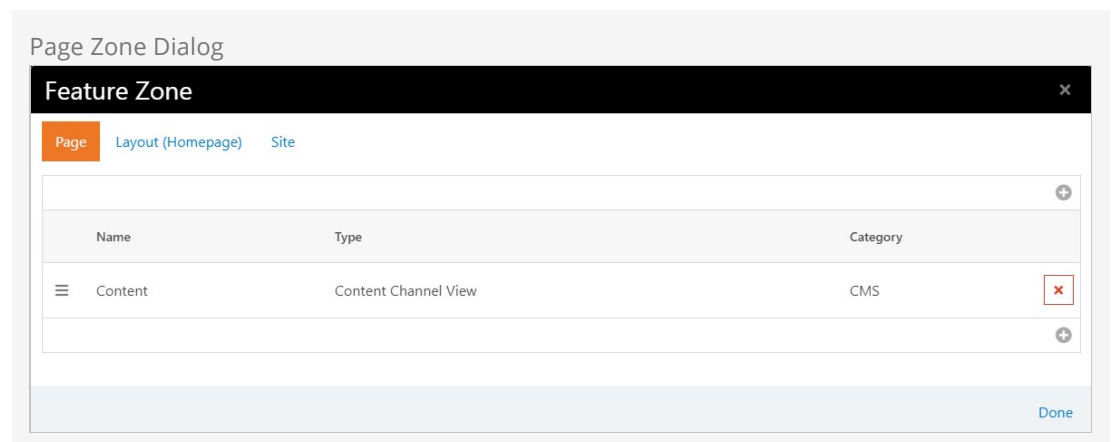 Page Zone Dialog
Feature Zone
Page Layout (Homepage) Site
Name Type Category
Content Content Channel View CMS
Done